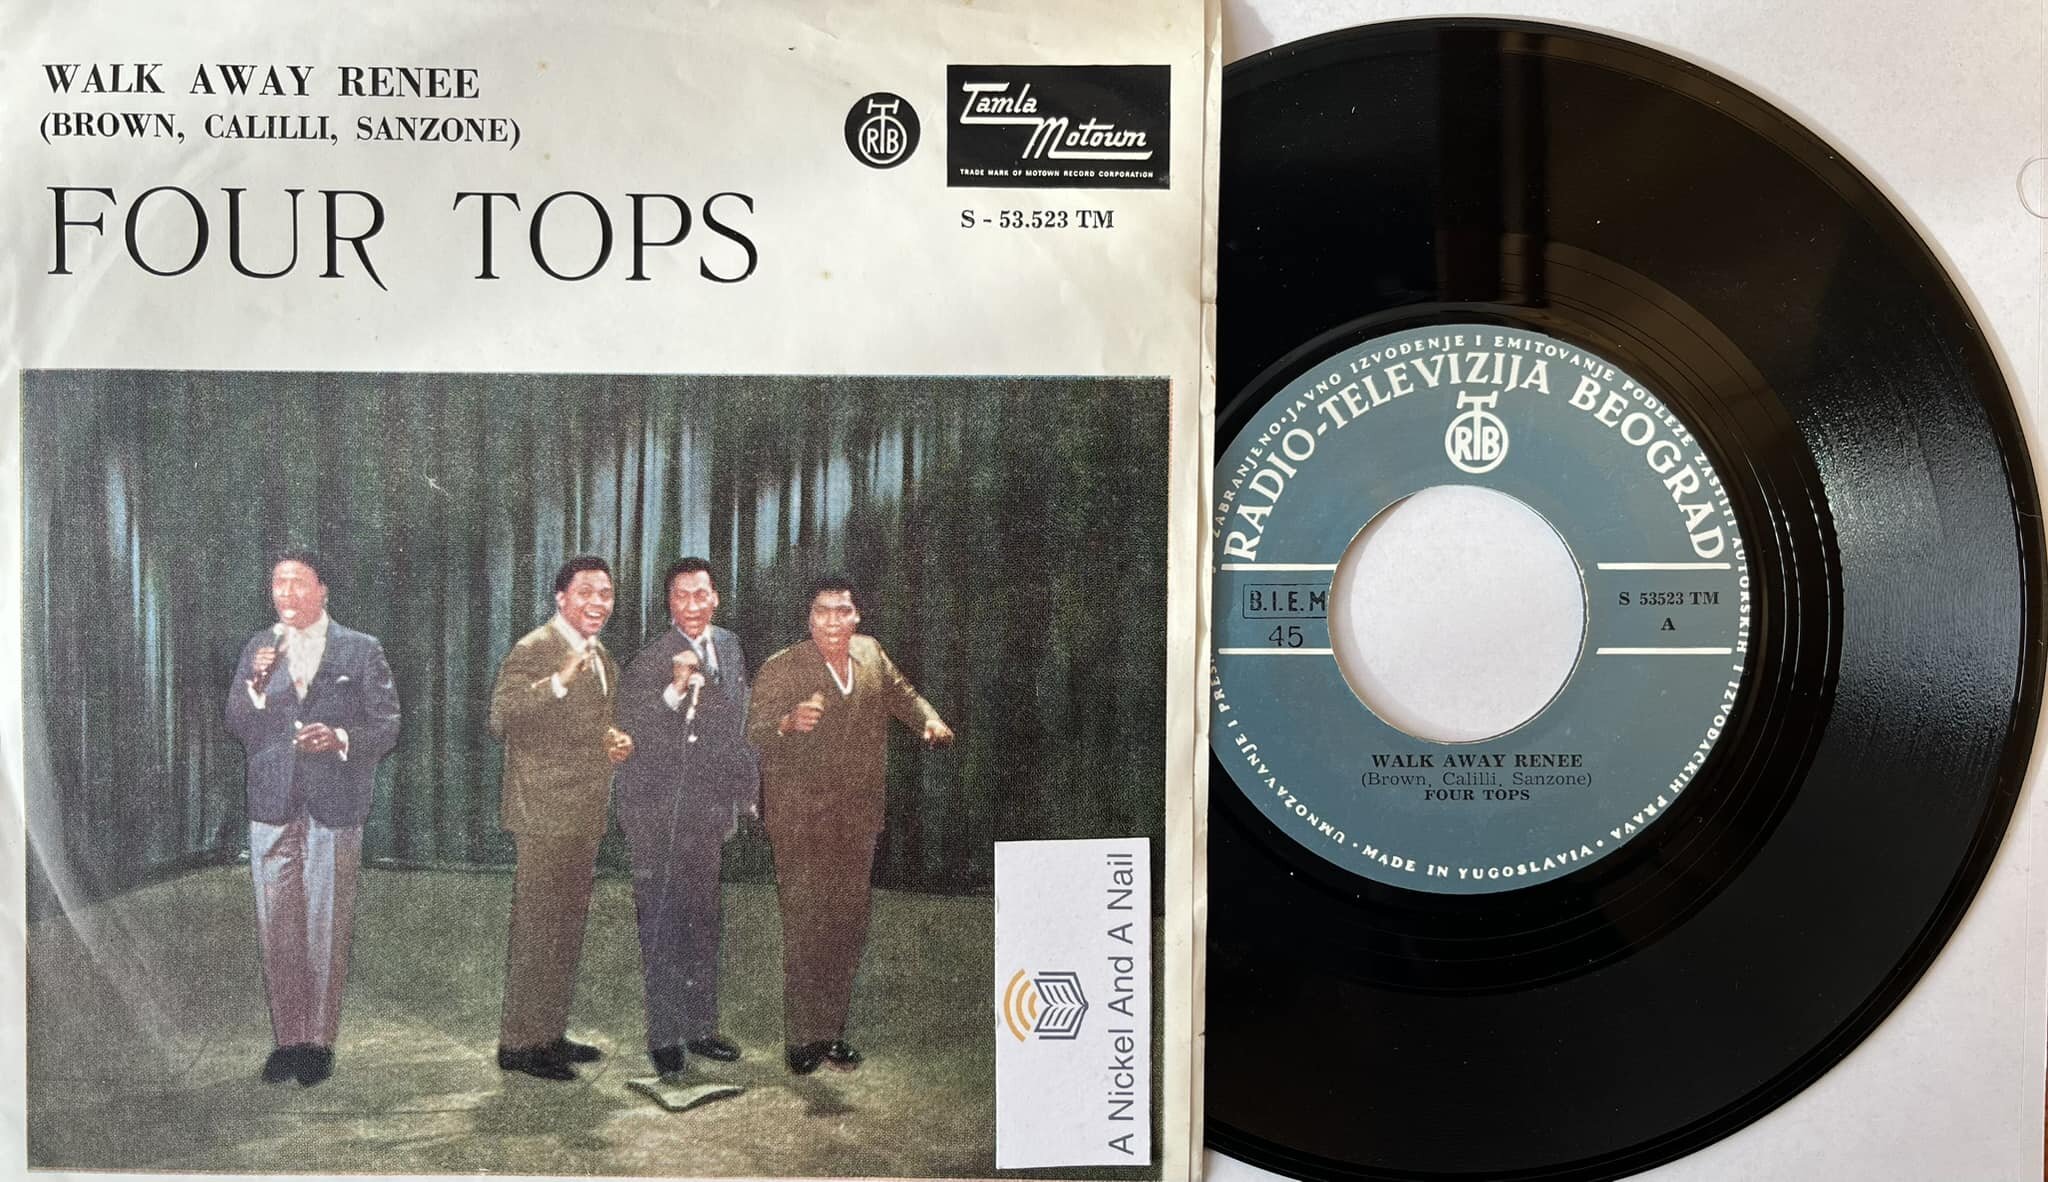 WALK AWAY RENEE
(BROWN, CALILLI, SANZONE)
FOUR TOPS
RTB
Tamla
Motown
TRADE MARK OF MOTOWN RECORD CORPORATION
S - 53.523 TM
A Nickel And A Nail
ZABRANJENO • JAVNO IZVOĐENJE I EMITOVANJE PODLEŽE ZAŠTITI AUTORSKIH I IZVOĐAČKIH PRAVA •
RADIO-TELEVIZIJA BEOGRAD
RTB
B.I.E.M
45
S 53523 TM
A
WALK AWAY RENEE
(Brown, Calilli, Sanzone)
FOUR TOPS
UMNOŽAVANJE I PRES
• MADE IN YUGOSLAVIA •